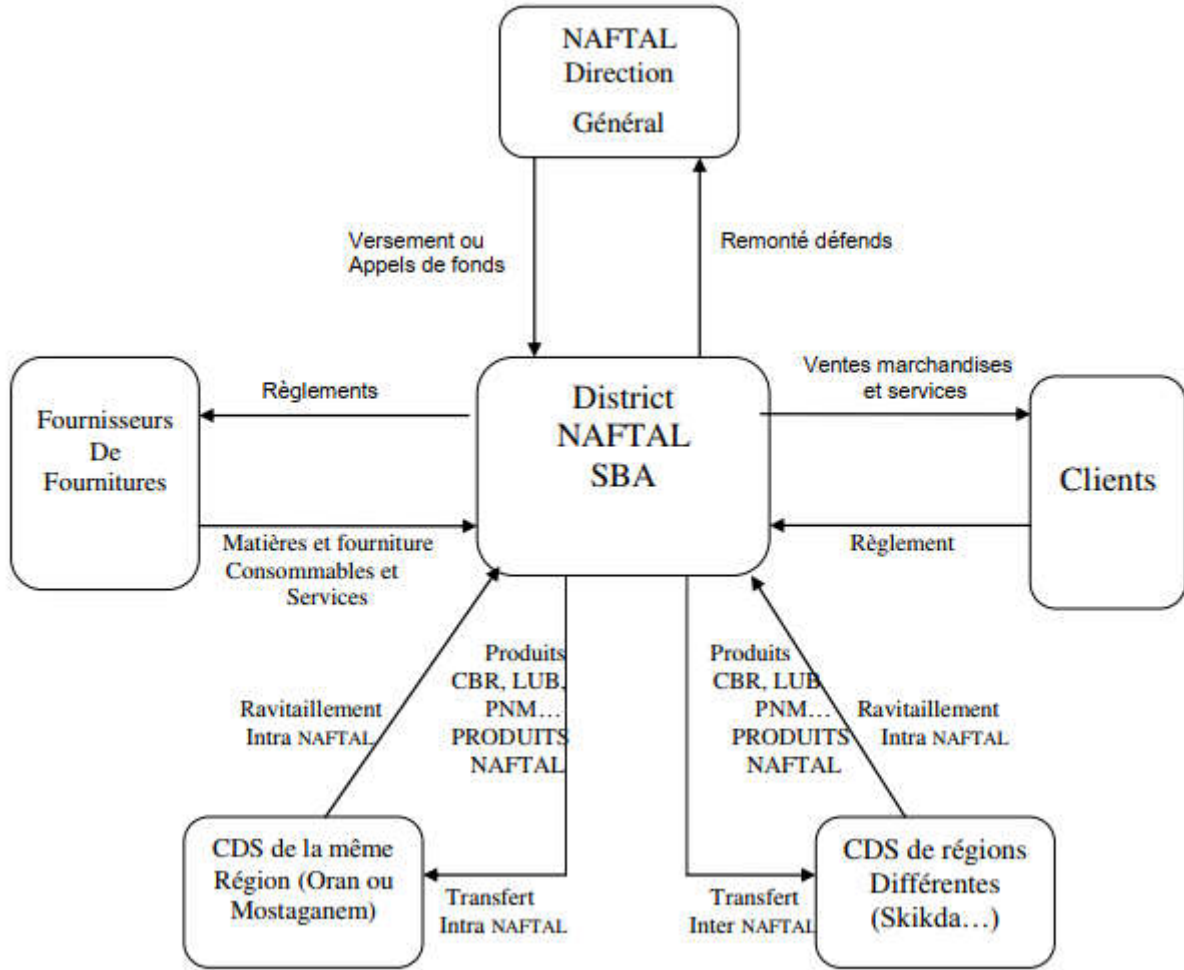 NAFTAL
Direction
Général
Versement ou
Appels de fonds
Remonté défends
Fournisseurs
De
Fournitures
Règlements
District
NAFTAL
SBA
Ventes marchandises
et services
Clients
Matières et fourniture
Consommables et
Services
Règlement
Ravitaillement
Intra NAFTAL
Produits
CBR, LUB,
PNM…
PRODUITS
NAFTAL
Produits
CBR, LUB
PNM…
PRODUITS
NAFTAL
Ravitaillement
Intra NAFTAL
CDS de la même
Région (Oran ou
Mostaganem)
Transfert
Intra NAFTAL
Transfert
Inter NAFTAL
CDS de régions
Différentes
(Skikda…)